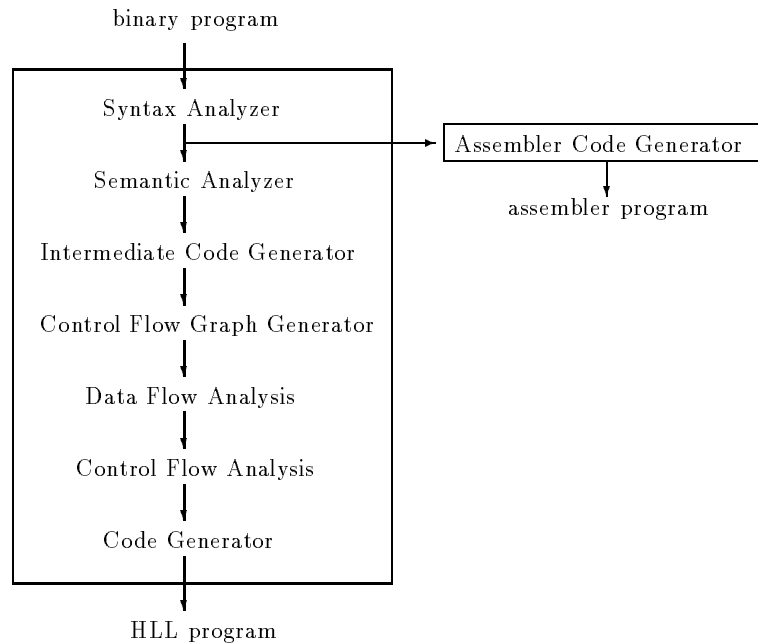 binary program
Syntax Analyzer
Assembler Code Generator
Semantic Analyzer
assembler program
Intermediate Code Generator
Control Flow Graph Generator
Data Flow Analysis
Control Flow Analysis
Code Generator
HLL program